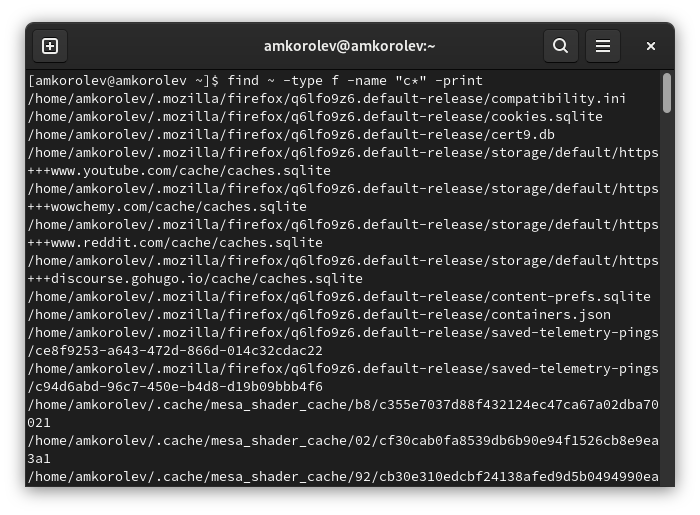 amkorolev@amkorolev:~
[amkorolev@amkorolev ~]$ find ~ -type f -name "c*" -print
/home/amkorolev/.mozilla/firefox/q6lfo9z6.default-release/compatibility.ini
/home/amkorolev/.mozilla/firefox/q6lfo9z6.default-release/cookies.sqlite
/home/amkorolev/.mozilla/firefox/q6lfo9z6.default-release/cert9.db
/home/amkorolev/.mozilla/firefox/q6lfo9z6.default-release/storage/default/https
+++www.youtube.com/cache/caches.sqlite
/home/amkorolev/.mozilla/firefox/q6lfo9z6.default-release/storage/default/https
+++wowchemy.com/cache/caches.sqlite
/home/amkorolev/.mozilla/firefox/q6lfo9z6.default-release/storage/default/https
+++www.reddit.com/cache/caches.sqlite
/home/amkorolev/.mozilla/firefox/q6lfo9z6.default-release/storage/default/https
+++discourse.gohugo.io/cache/caches.sqlite
/home/amkorolev/.mozilla/firefox/q6lfo9z6.default-release/content-prefs.sqlite
/home/amkorolev/.mozilla/firefox/q6lfo9z6.default-release/containers.json
/home/amkorolev/.mozilla/firefox/q6lfo9z6.default-release/saved-telemetry-pings
/ce8f9253-a643-472d-866d-014c32cdac22
/home/amkorolev/.mozilla/firefox/q6lfo9z6.default-release/saved-telemetry-pings
/c94d6abd-96c7-450e-b4d8-d19b09bbb4f6
/home/amkorolev/.cache/mesa_shader_cache/b8/c355e7037d88f432124ec47ca67a02dba70
021
/home/amkorolev/.cache/mesa_shader_cache/02/cf30cab0fa8539db6b90e94f1526cb8e9ea
3a1
/home/amkorolev/.cache/mesa_shader_cache/92/cb30e310edcbf24138afed9d5b0494990ea